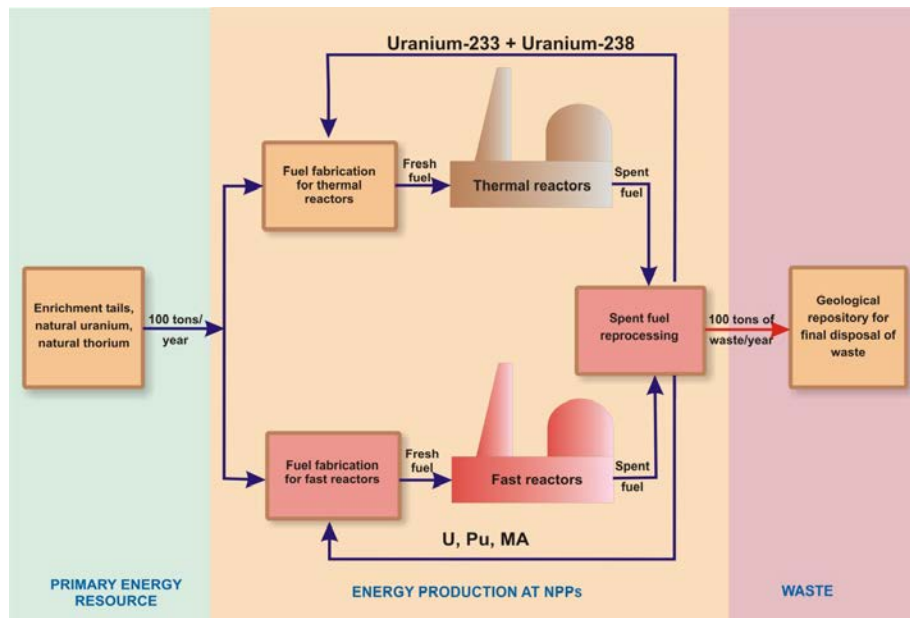 Uranium-233 + Uranium-238
Fuel fabrication
for thermal
reactors
Fresh
fuel
Thermal reactors
Spent
fuel
Enrichment tails,
natural uranium,
natural thorium
100 tons/
year
Spent fuel
reprocessing
100 tons of
waste/year
Geological
repository for
final disposal of
waste
Fuel fabrication
for fast reactors
Fresh
fuel
Fast reactors
Spent
fuel
U, Pu, MA
PRIMARY ENERGY
RESOURCE
ENERGY PRODUCTION AT NPPs
WASTE